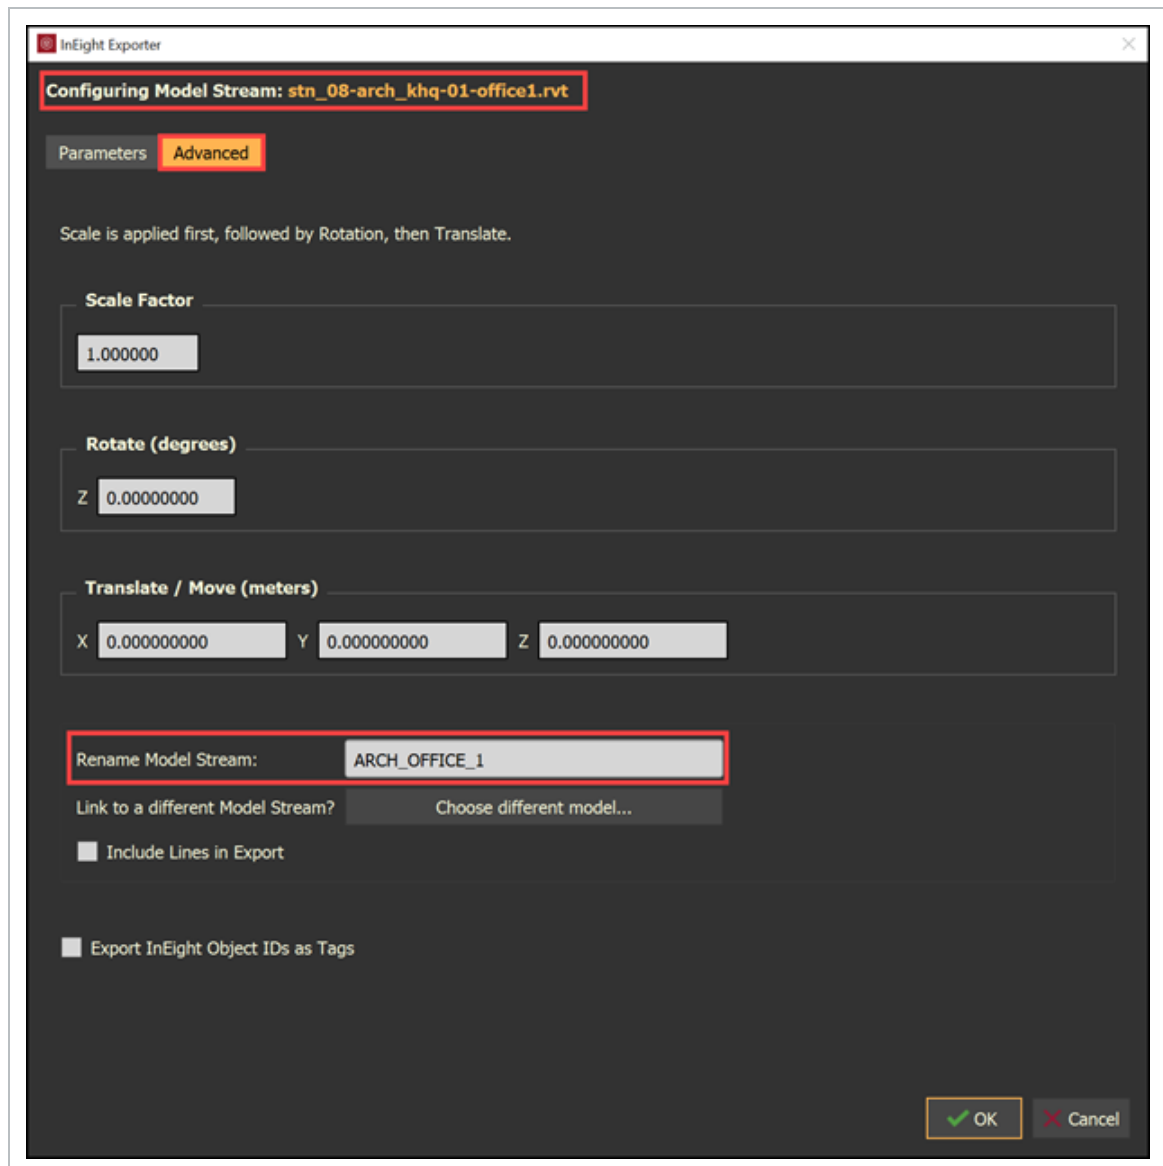 InEight Exporter
Configuring Model Stream: stn_08-arch_khq-01-office1.rvt
Parameters Advanced
Scale is applied first, followed by Rotation, then Translate.
Scale Factor
1.000000
Rotate (degrees)
Z 0.00000000
Translate / Move (meters)
X 0.000000000 Y 0.000000000 Z 0.000000000
Rename Model Stream: ARCH_OFFICE_1
Link to a different Model Stream? Choose different model...
Include Lines in Export
Export InEight Object IDs as Tags
OK Cancel